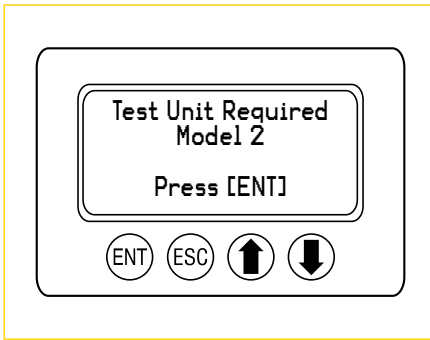 Test Unit Required
Model 2
Press [ENT]
ENT ESC